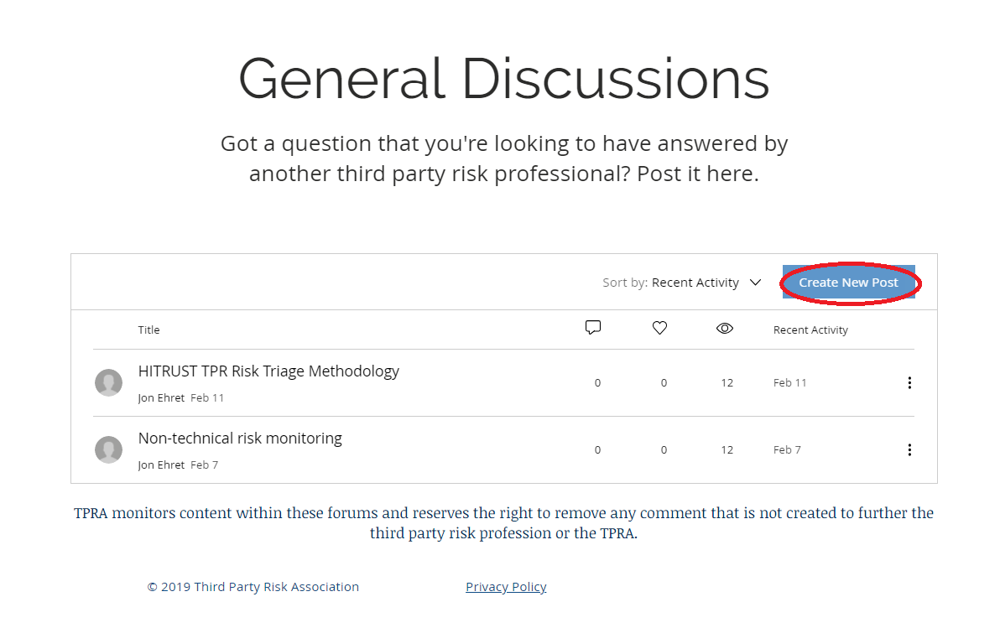 General Discussions
Got a question that you're looking to have answered by
another third party risk professional? Post it here.
Sort by: Recent Activity Create New Post
Title Recent Activity
HITRUST TPR Risk Triage Methodology
Jon Ehret Feb 11 0 0 12 Feb 11
Non-technical risk monitoring
Jon Ehret Feb 7 0 0 12 Feb 7
TPRA monitors content within these forums and reserves the right to remove any comment that is not created to further the
third party risk profession or the TPRA.
© 2019 Third Party Risk Association Privacy Policy